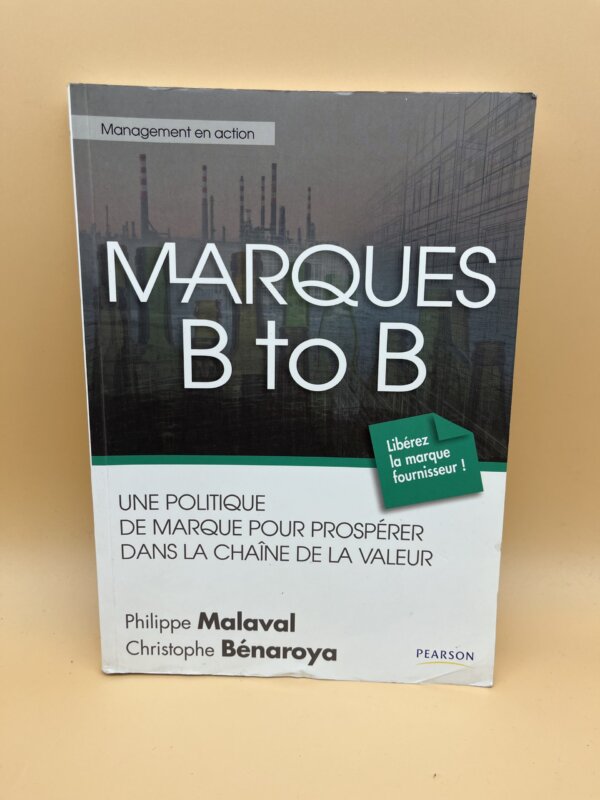 Management en action
MARQUES
B to B
Libérez
la marque
fournisseur !
UNE POLITIQUE
DE MARQUE POUR PROSPÉRER
DANS LA CHAÎNE DE LA VALEUR
Philippe Malaval
Christophe Bénaroya
PEARSON